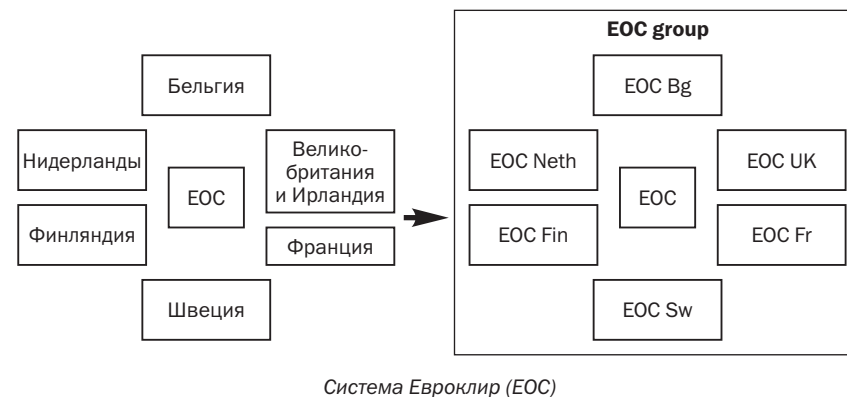 Бельгия
Нидерланды
Велико-
британия
и Ирландия
EOC
Финляндия
Франция
Швеция
EOC group
EOC Bg
EOC Neth
EOC UK
EOC
EOC Fin
EOC Fr
EOC Sw
Система Евроклир (EOC)